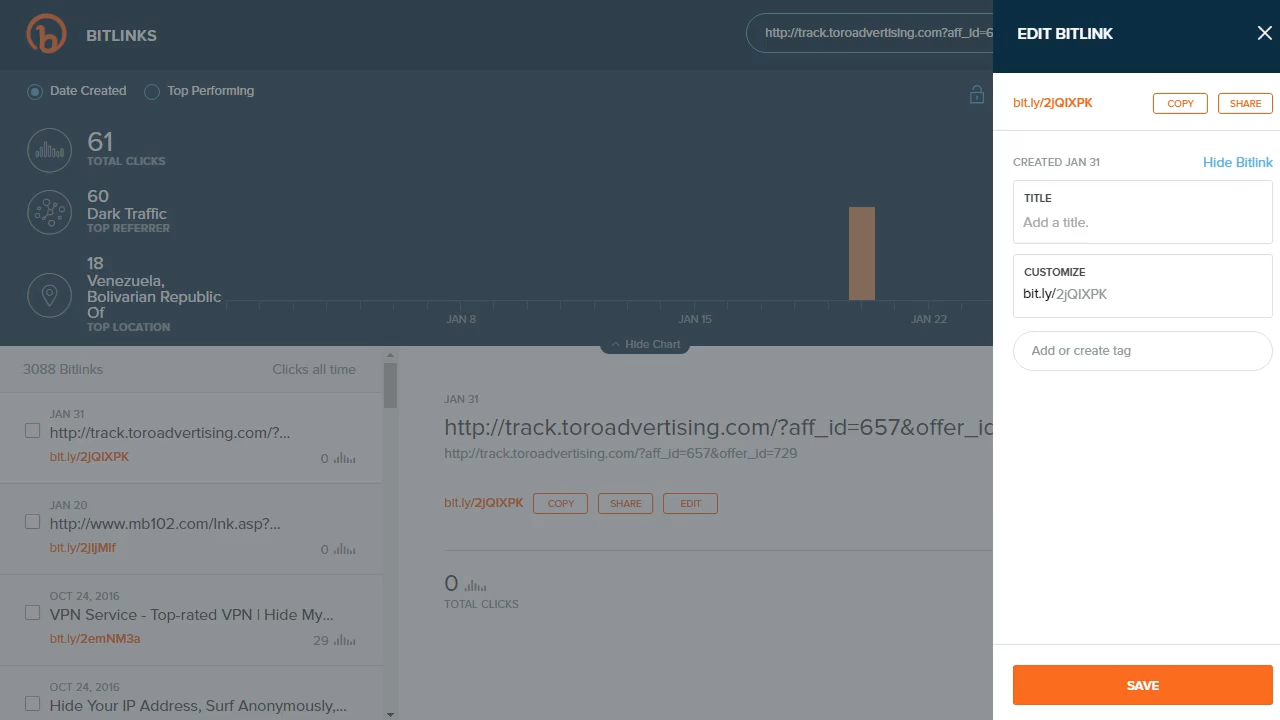 BITLINKS
http://track.toroadvertising.com?aff_id=6
Date Created
Top Performing
61
TOTAL CLICKS
60
Dark Traffic
TOP REFERRER
18
Venezuela,
Bolivarian Republic
Of
TOP LOCATION
JAN 8
JAN 15
JAN 22
Hide Chart
3088 Bitlinks
Clicks all time
JAN 31
http://track.toroadvertising.com/?...
bit.ly/2jQIXPK
0
JAN 20
http://www.mb102.com/lnk.asp?...
bit.ly/2jIjMIf
0
OCT 24, 2016
VPN Service - Top-rated VPN | Hide My...
bit.ly/2emNM3a
29
OCT 24, 2016
Hide Your IP Address, Surf Anonymously,...
JAN 31
http://track.toroadvertising.com/?aff_id=657&offer_id
http://track.toroadvertising.com/?aff_id=657&offer_id=729
bit.ly/2jQIXPK
COPY
SHARE
EDIT
0
TOTAL CLICKS
EDIT BITLINK
bit.ly/2jQIXPK
COPY
SHARE
CREATED JAN 31
Hide Bitlink
TITLE
Add a title.
CUSTOMIZE
bit.ly/2jQIXPK
Add or create tag
SAVE